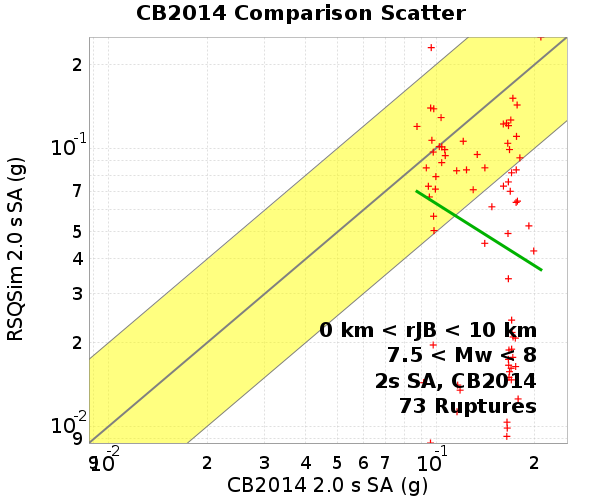 CB2014 Comparison Scatter
RSQSim 2.0 s SA (g)
2
10-1
7
5
4
3
2
10-2
9
0 km < rJB < 10 km
7.5 < Mw < 8
2s SA, CB2014
73 Ruptures
9 10-2 2 3 4 5 6 7 10-1 2
CB2014 2.0 s SA (g)